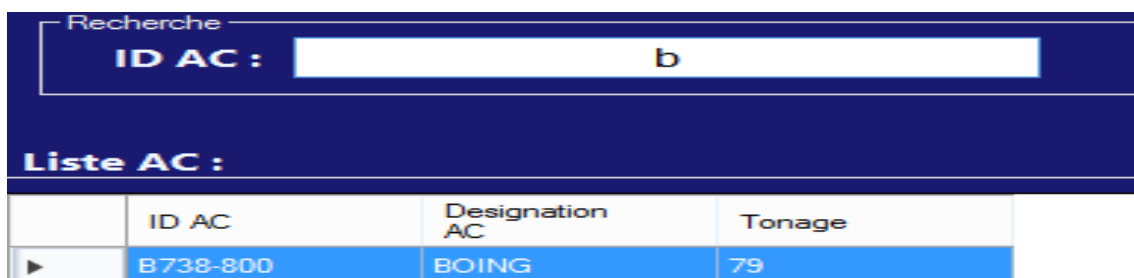 Recherche
ID AC :
b
Liste AC :
ID AC Designation AC Tonage
B738-800 BOING 79